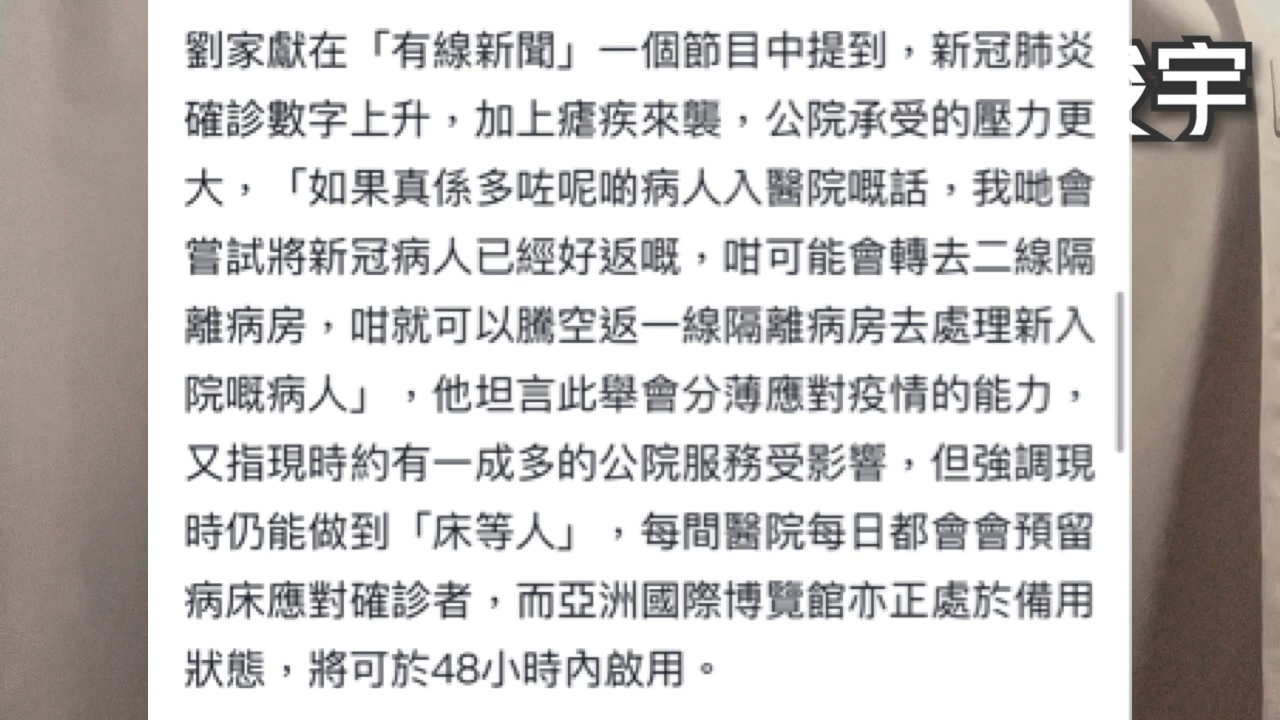 劉家獻在「有線新聞」一個節目中提到，新冠肺炎
確診數字上升，加上瘧疾來襲，公院承受的壓力更
大，「如果真係多咗呢啲病人入醫院嘅話，我哋會
嘗試將新冠病人已經好返嘅，咁可能會轉去二線隔
離病房，咁就可以騰空返一線隔離病房去處理新入
院嘅病人」，他坦言此舉會分薄應對疫情的能力，
又指現時約有一成多的公院服務受影響，但強調現
時仍能做到「床等人」，每間醫院每日都會會預留
病床應對確診者，而亞洲國際博覽館亦正處於備用
狀態，將可於48小時內啟用。
宇